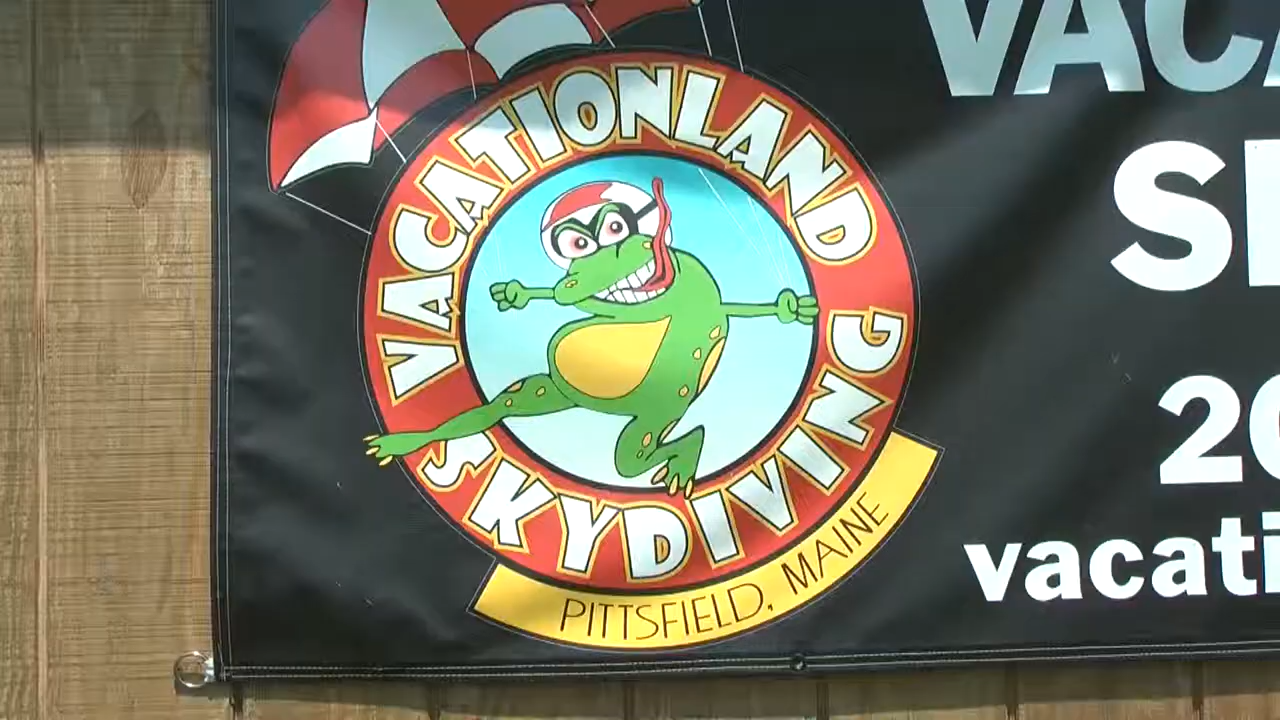 VACATIONLAND
SKYDIVING
PITTSFIELD, MAINE
VACA
S
20
vacati